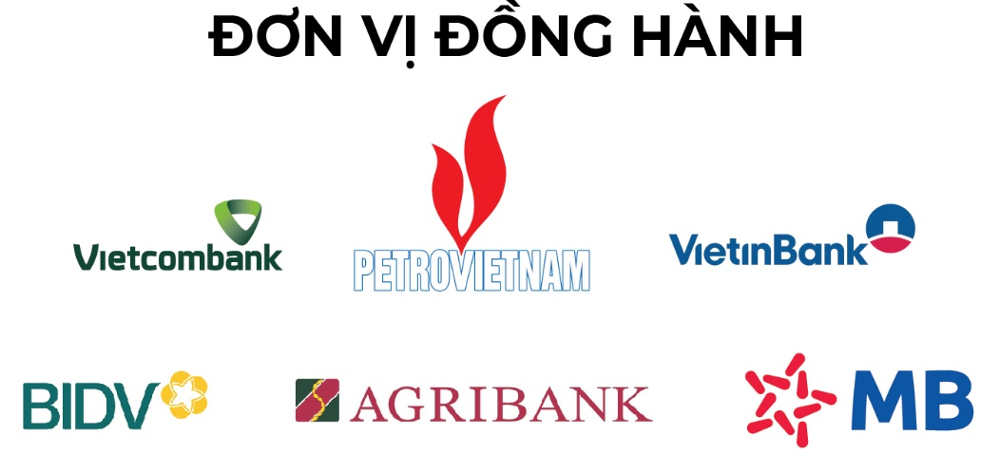 ĐƠN VỊ ĐỒNG HÀNH
PETROVIETNAM
Vietcombank
VietinBank
BIDV
AGRIBANK
MB